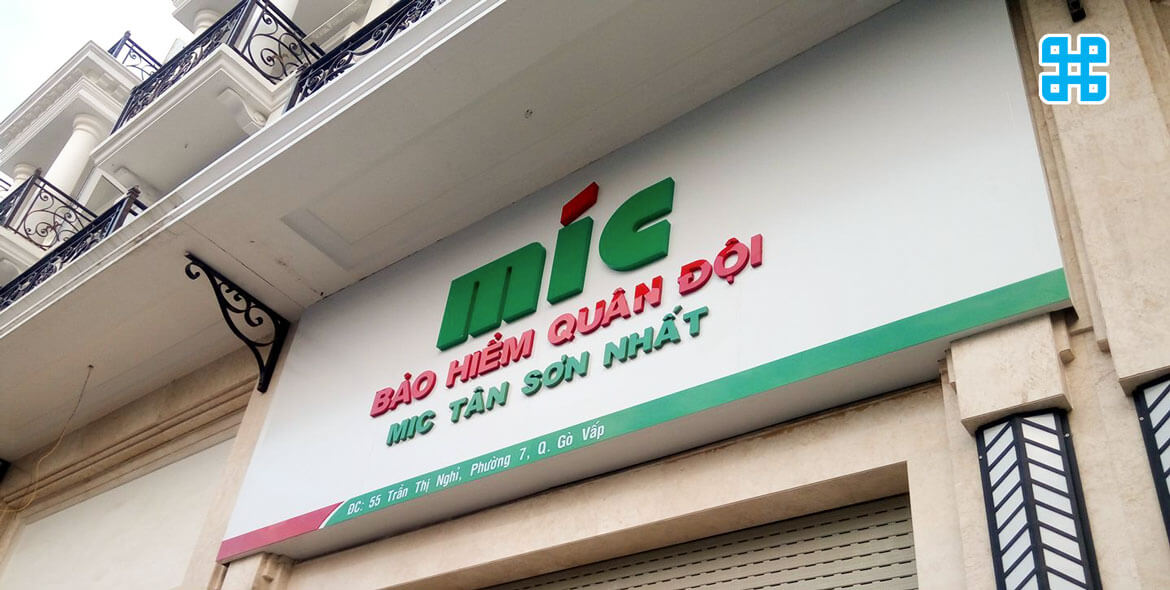 mic
BẢO HIỂM QUÂN ĐỘI
MIC TÂN SƠN NHẤT
ĐC: 55 Trần Thị Nghỉ, Phường 7, Q. Gò Vấp